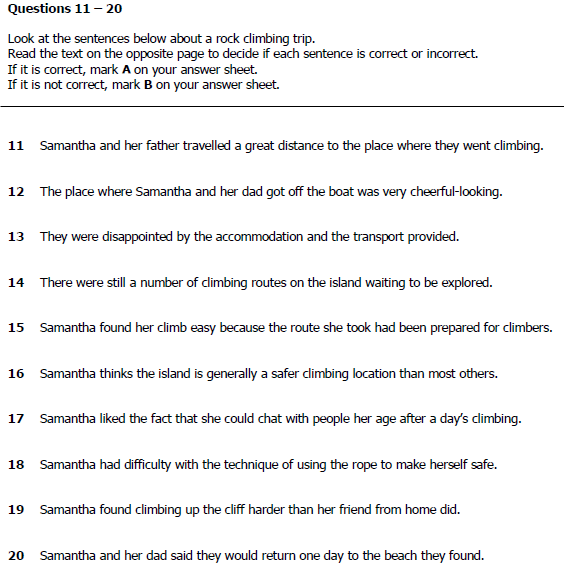 Questions 11 – 20
Look at the sentences below about a rock climbing trip.
Read the text on the opposite page to decide if each sentence is correct or incorrect.
If it is correct, mark A on your answer sheet.
If it is not correct, mark B on your answer sheet.
11 Samantha and her father travelled a great distance to the place where they went climbing.
12 The place where Samantha and her dad got off the boat was very cheerful-looking.
13 They were disappointed by the accommodation and the transport provided.
14 There were still a number of climbing routes on the island waiting to be explored.
15 Samantha found her climb easy because the route she took had been prepared for climbers.
16 Samantha thinks the island is generally a safer climbing location than most others.
17 Samantha liked the fact that she could chat with people her age after a day's climbing.
18 Samantha had difficulty with the technique of using the rope to make herself safe.
19 Samantha found climbing up the cliff harder than her friend from home did.
20 Samantha and her dad said they would return one day to the beach they found.